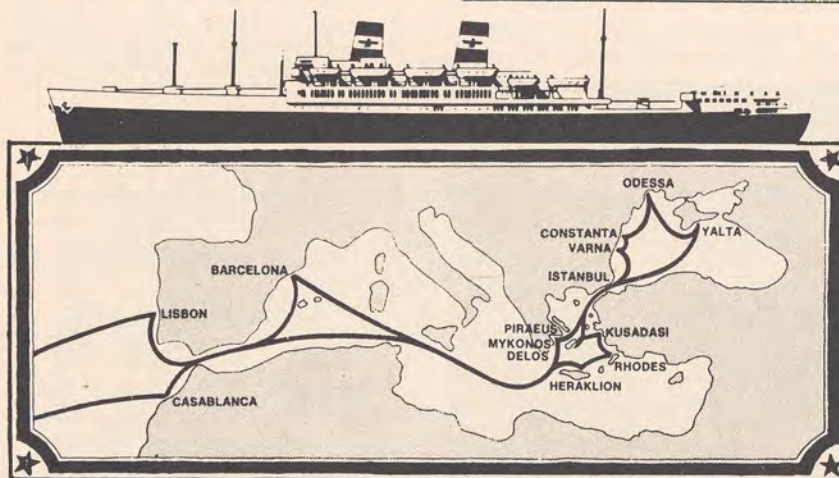 ODESSA
CONSTANTA
VARNA
YALTA
BARCELONA
ISTANBUL
LISBON
PIRAEUS
MYKONOS
DELOS
KUSADASI
RHODES
HERAKLION
CASABLANCA